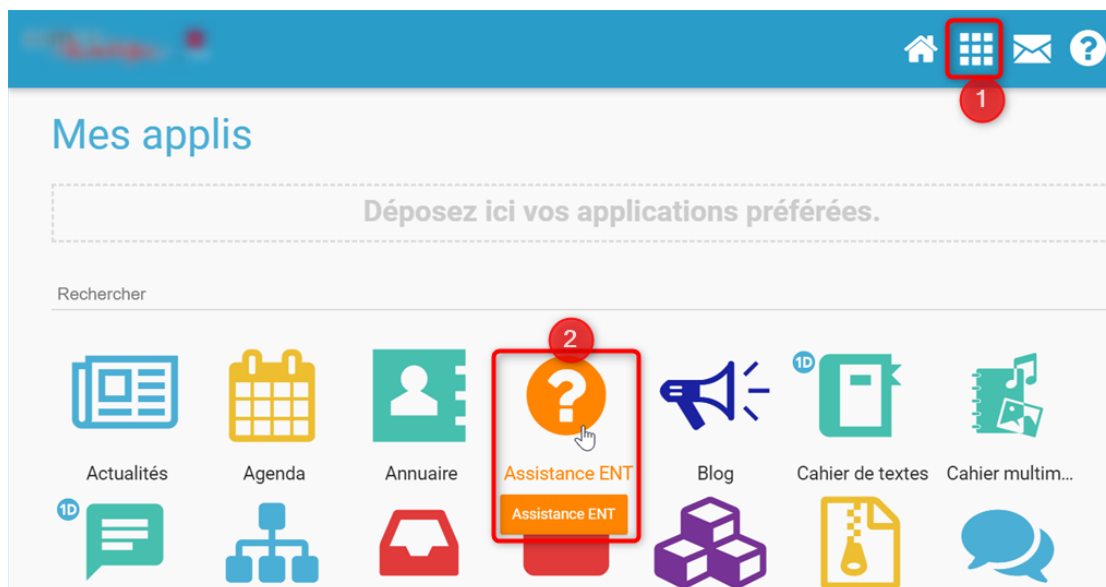 1
Mes applis
Déposez ici vos applications préférées.
Rechercher
2
1D
Actualités
Agenda
Annuaire
Assistance ENT
Blog
Cahier de textes
Cahier multim...
1D
Assistance ENT